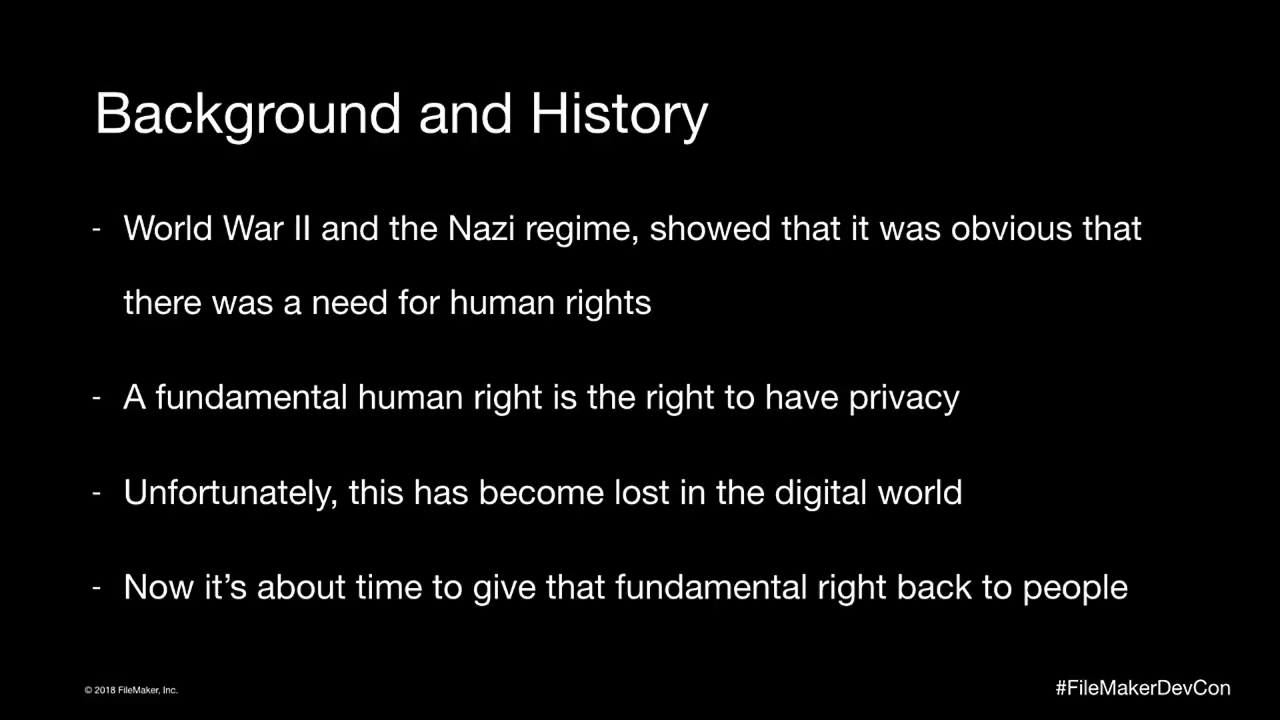 Background and History
- World War II and the Nazi regime, showed that it was obvious that
there was a need for human rights
- A fundamental human right is the right to have privacy
- Unfortunately, this has become lost in the digital world
- Now it’s about time to give that fundamental right back to people
© 2018 FileMaker, Inc.
#FileMakerDevCon